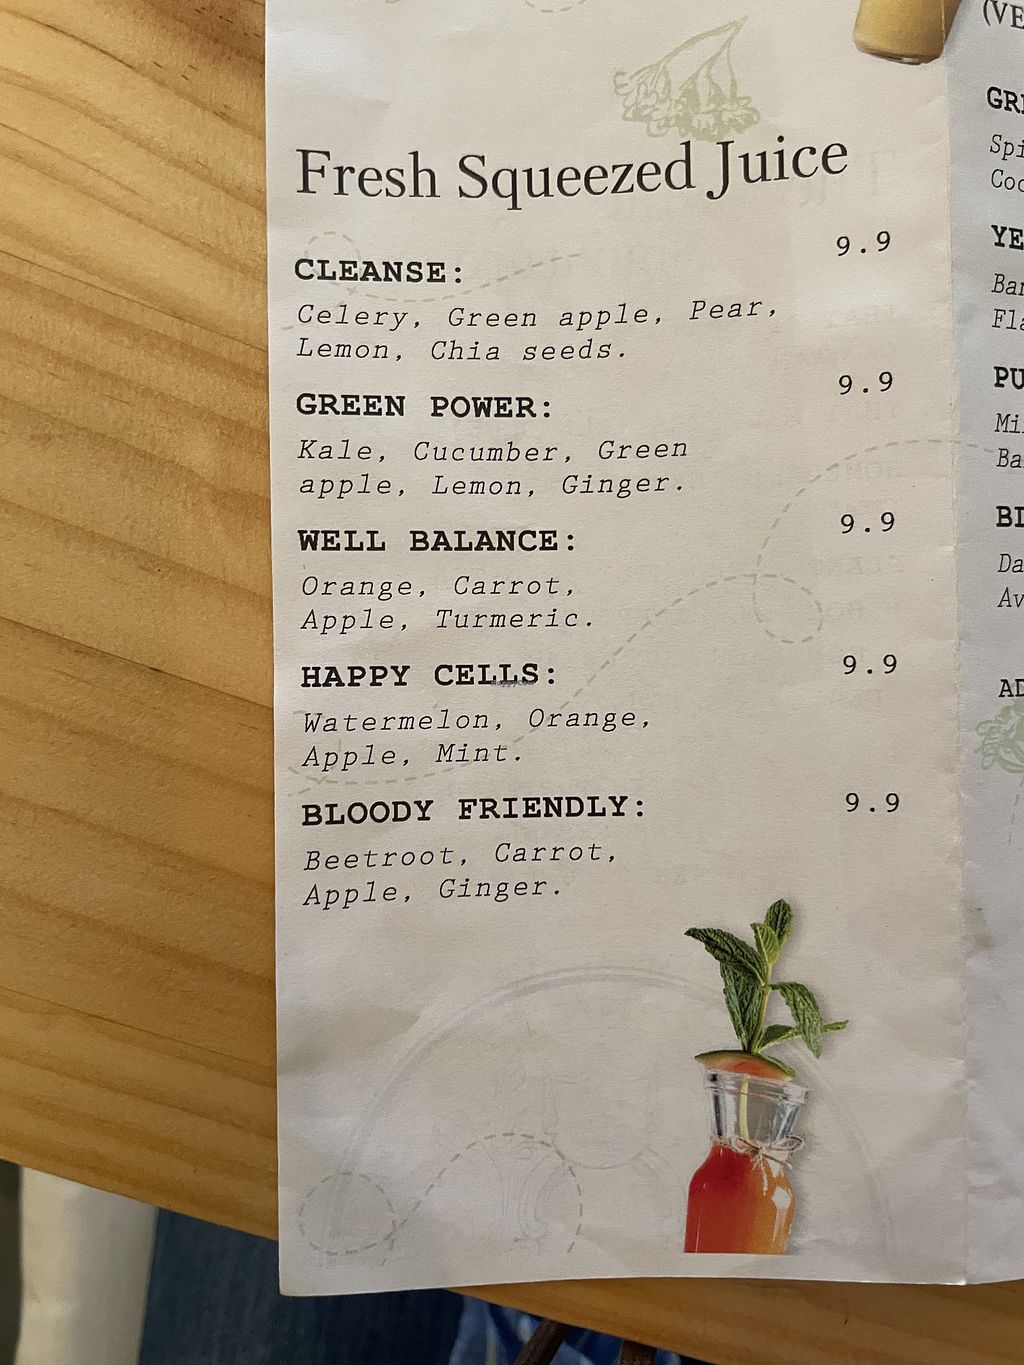 Fresh Squeezed Juice
CLEANSE: 9.9
Celery, Green apple, Pear,
Lemon, Chia seeds.
GREEN POWER: 9.9
Kale, Cucumber, Green
apple, Lemon, Ginger.
WELL BALANCE: 9.9
Orange, Carrot,
Apple, Turmeric.
HAPPY CELLS: 9.9
Watermelon, Orange,
Apple, Mint.
BLOODY FRIENDLY: 9.9
Beetroot, Carrot,
Apple, Ginger.